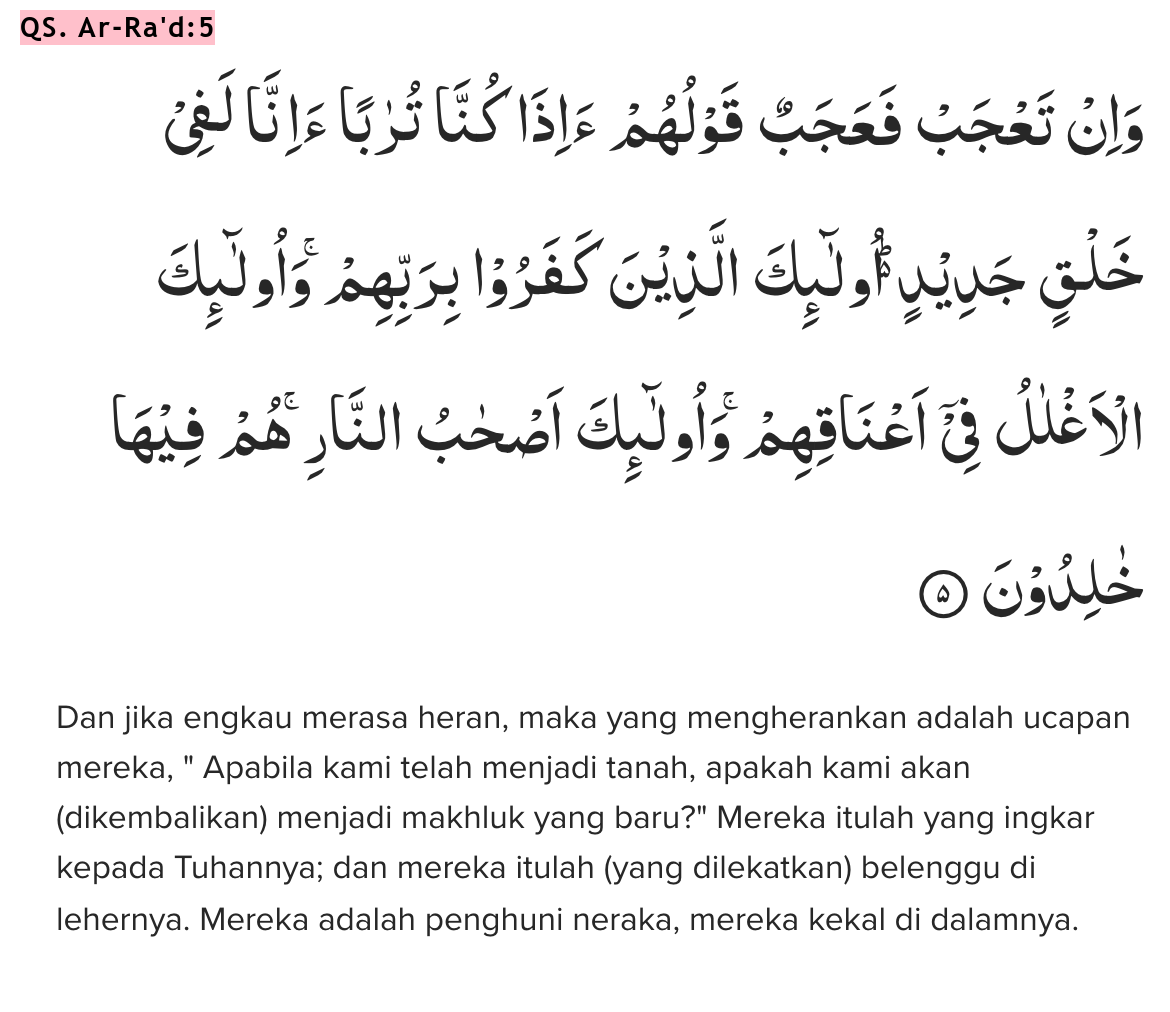 QS. Ar-Ra'd:5
وَاِنْ تَعْجَبْ فَعَجَبٌ قَوْلُهُمْ ءَاِذَا كُنَّا تُرٰبًا ءَاِنَّا لَفِيْ
خَلْقٍ جَدِيْدٍ ەۗ اُولٰۤىِٕكَ الَّذِيْنَ كَفَرُوْا بِرَبِّهِمْۚ وَاُولٰۤىِٕكَ
الْاَغْلٰلُ فِيْٓ اَعْنَاقِهِمْۚ وَاُولٰۤىِٕكَ اَصْحٰبُ النَّارِۚ هُمْ فِيْهَا
خٰلِدُوْنَ ۵
Dan jika engkau merasa heran, maka yang mengherankan adalah ucapan
mereka, " Apabila kami telah menjadi tanah, apakah kami akan
(dikembalikan) menjadi makhluk yang baru?" Mereka itulah yang ingkar
kepada Tuhannya; dan mereka itulah (yang dilekatkan) belenggu di
lehernya. Mereka adalah penghuni neraka, mereka kekal di dalamnya.